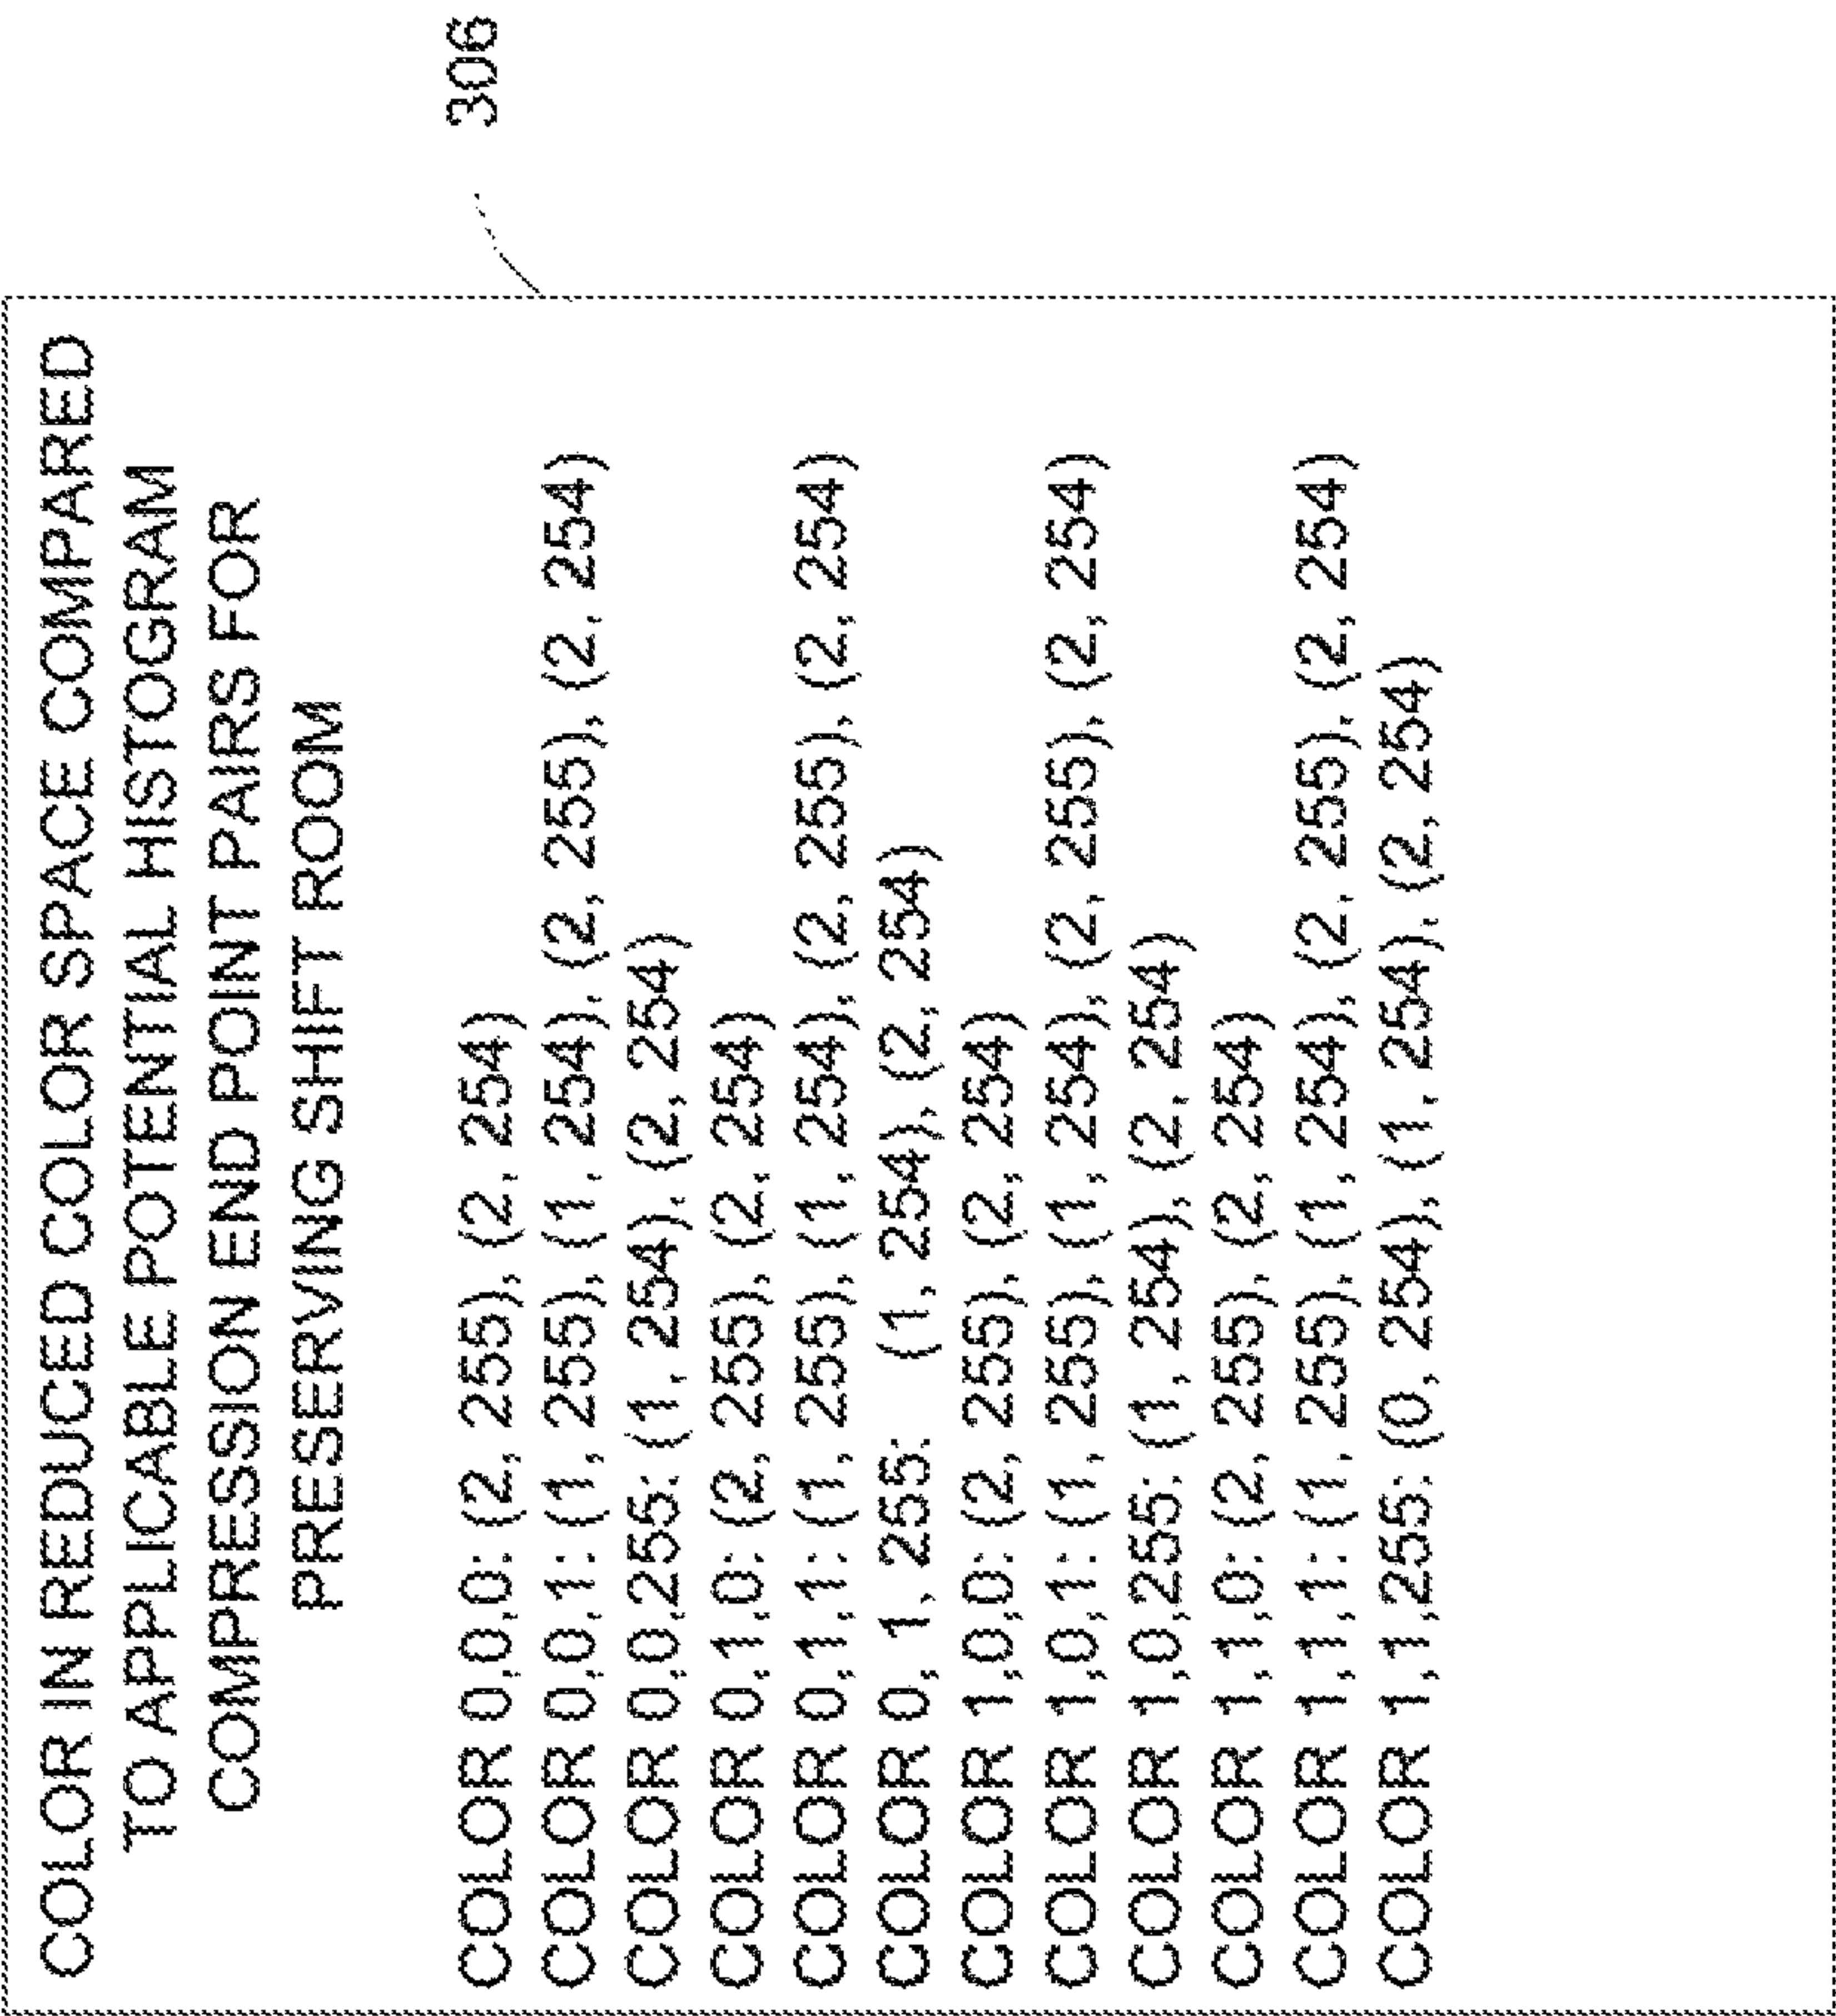 COLOR IN REDUCED COLOR SPACE COMPARED
TO APPLICABLE POTENTIAL HISTOGRAM
COMPRESSION END POINT PAIRS FOR
PRESERVING SHIFT ROOM
COLOR 0,0,0: (2, 255), (2, 254)
COLOR 0,0,1: (1, 255), (1, 254), (2, 255), (2, 254)
COLOR 0,0,255: (1, 254), (2, 254)
COLOR 0,1,0: (2, 255), (2, 254)
COLOR 0,1,1: (1, 255), (1, 254), (2, 255), (2, 254)
COLOR 0, 1, 255: (1, 254), (2, 254)
COLOR 1,0,0: (2, 255), (2, 254)
COLOR 1,0,1: (1, 255), (1, 254), (2, 255), (2, 254)
COLOR 1,0,255: (1, 254), (2, 254)
COLOR 1,1,0: (2, 255), (2, 254)
COLOR 1,1,1: (1, 255), (1, 254), (2, 255), (2, 254)
COLOR 1,1,255: (0, 254), (1, 254), (2, 254)
306